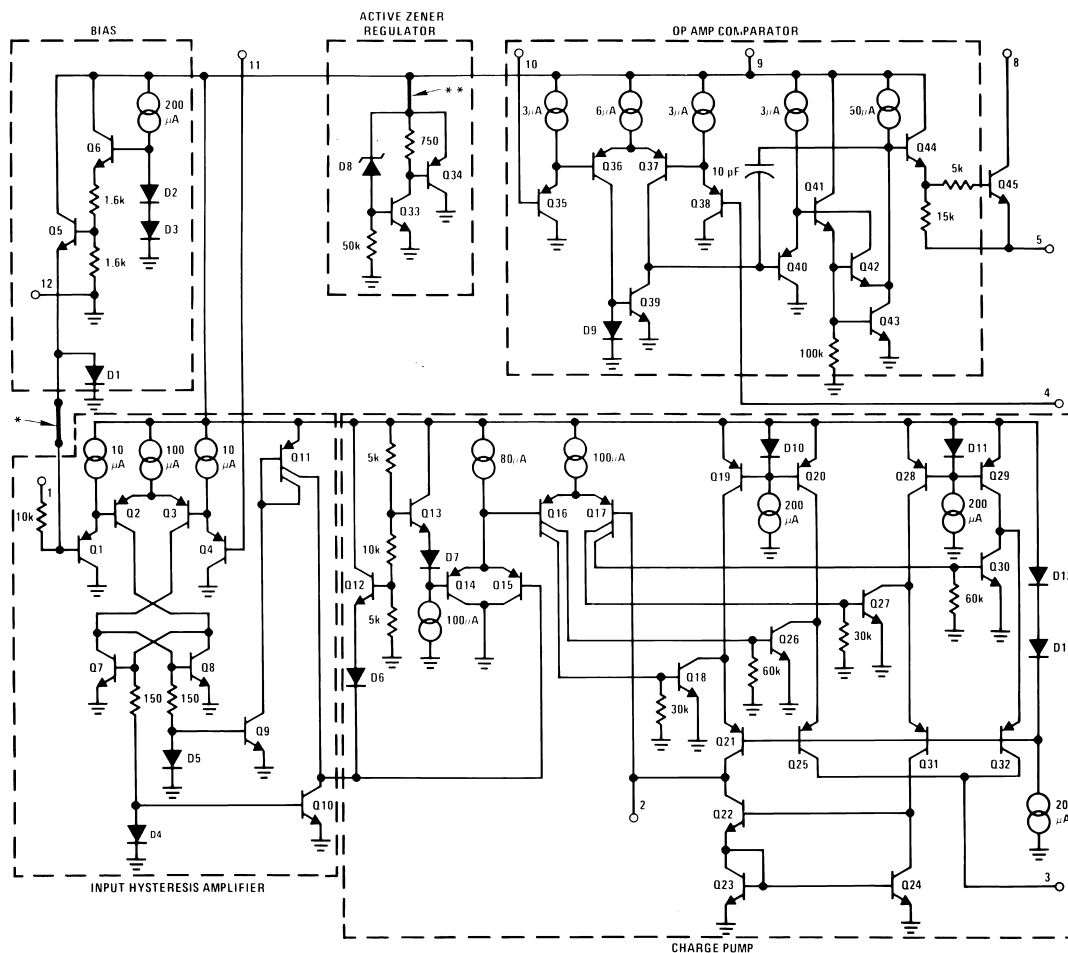 BIAS
ACTIVE ZENER
REGULATOR
OP AMP COMPARATOR
11
10
9
8
200
μA
Q6
D2
D3
1.6k
1.6k
Q5
12
D1
*
* *
D8
750
Q34
Q33
50k
3μA
6μA
3μA
3μA
50μA
Q35
Q36
Q37
10 pF
Q38
Q39
D9
Q40
Q41
Q42
Q43
100k
Q44
5k
15k
Q45
5
4
10
μA
100
μA
10
μA
Q11
1
10k
Q1
Q2
Q3
Q4
Q7
Q8
150
150
Q9
D5
D4
Q10
INPUT HYSTERESIS AMPLIFIER
5k
10k
5k
Q12
D6
Q13
D7
100μA
80μA
100μA
Q14
Q15
Q16
Q17
30k
Q18
60k
Q26
30k
Q27
60k
Q30
Q19
D10
Q20
200
μA
Q28
D11
Q29
200
μA
D12
D1
Q21
Q25
Q31
Q32
2
Q22
Q23
Q24
20
μA
3
CHARGE PUMP